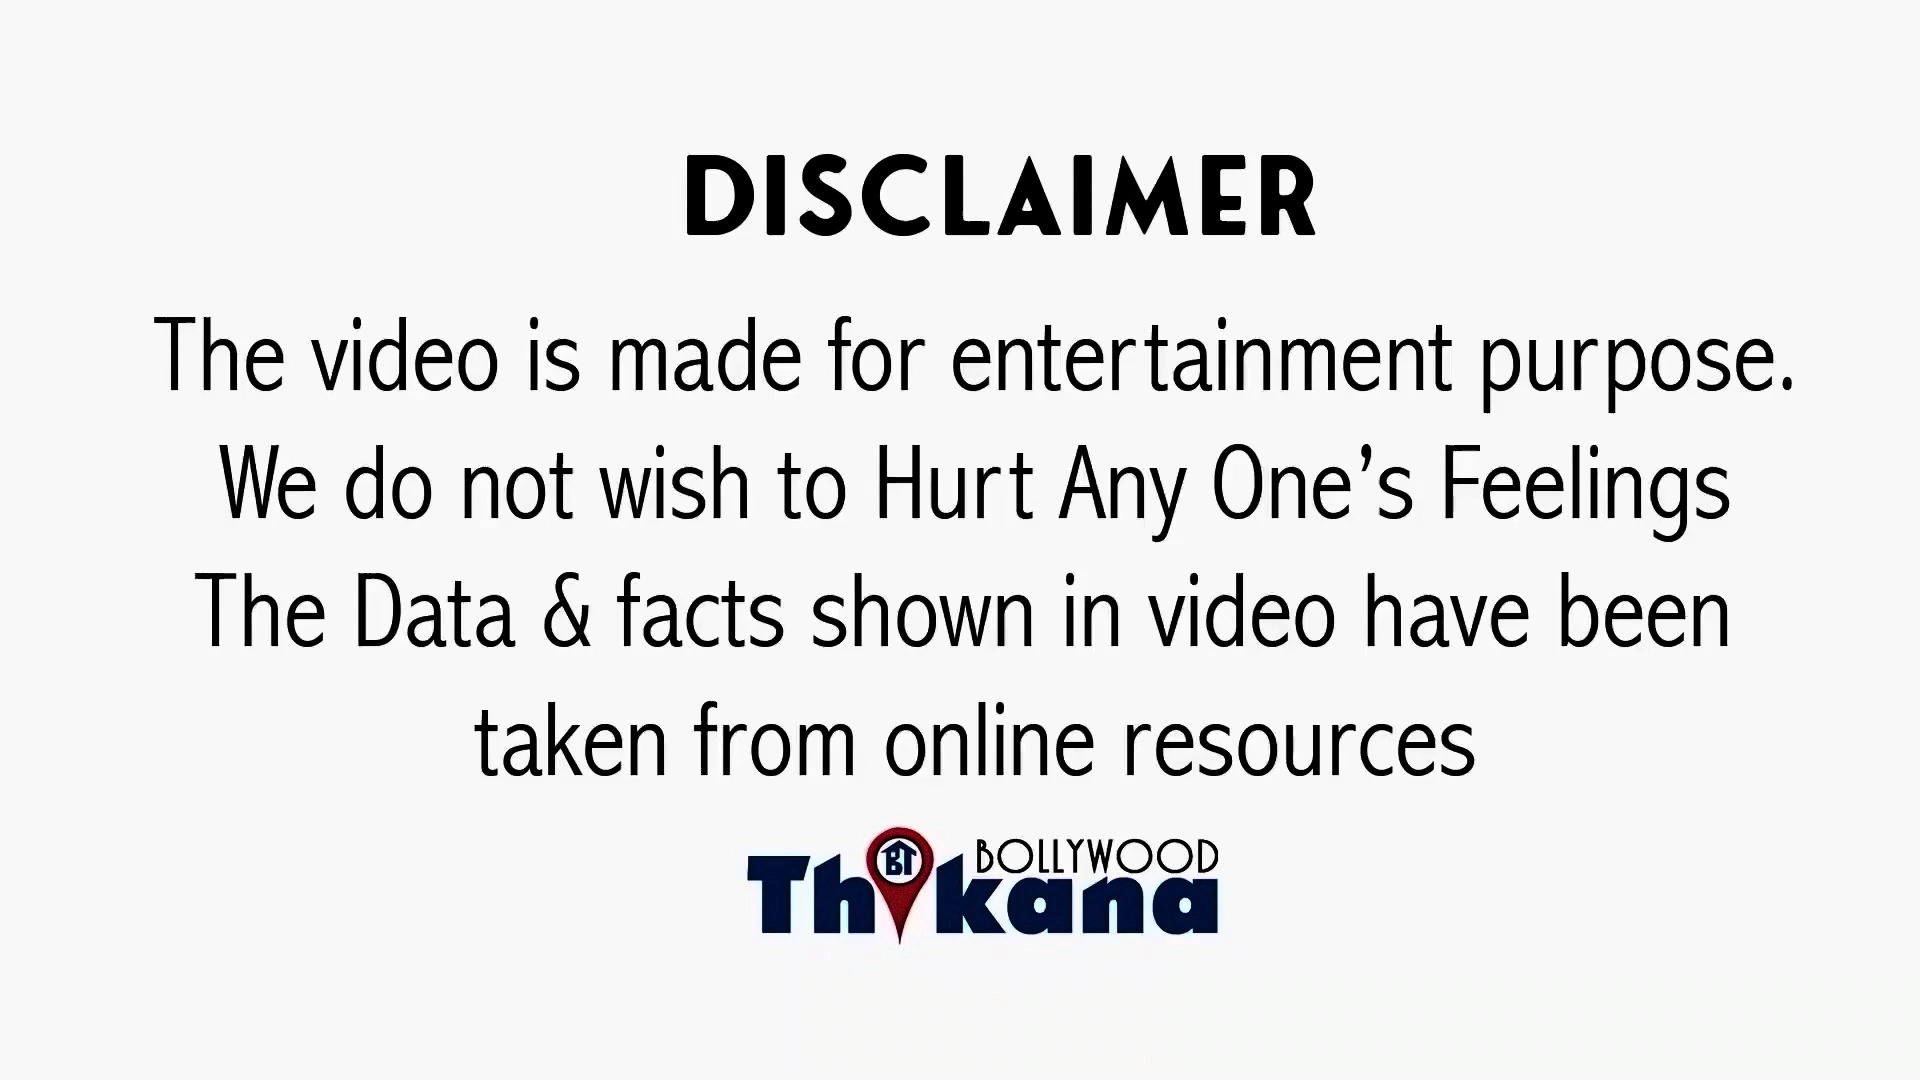 DISCLAIMER
The video is made for entertainment purpose.
We do not wish to Hurt Any One’s Feelings
The Data & facts shown in video have been
taken from online resources
BT
BOLLYWOOD
Thikana